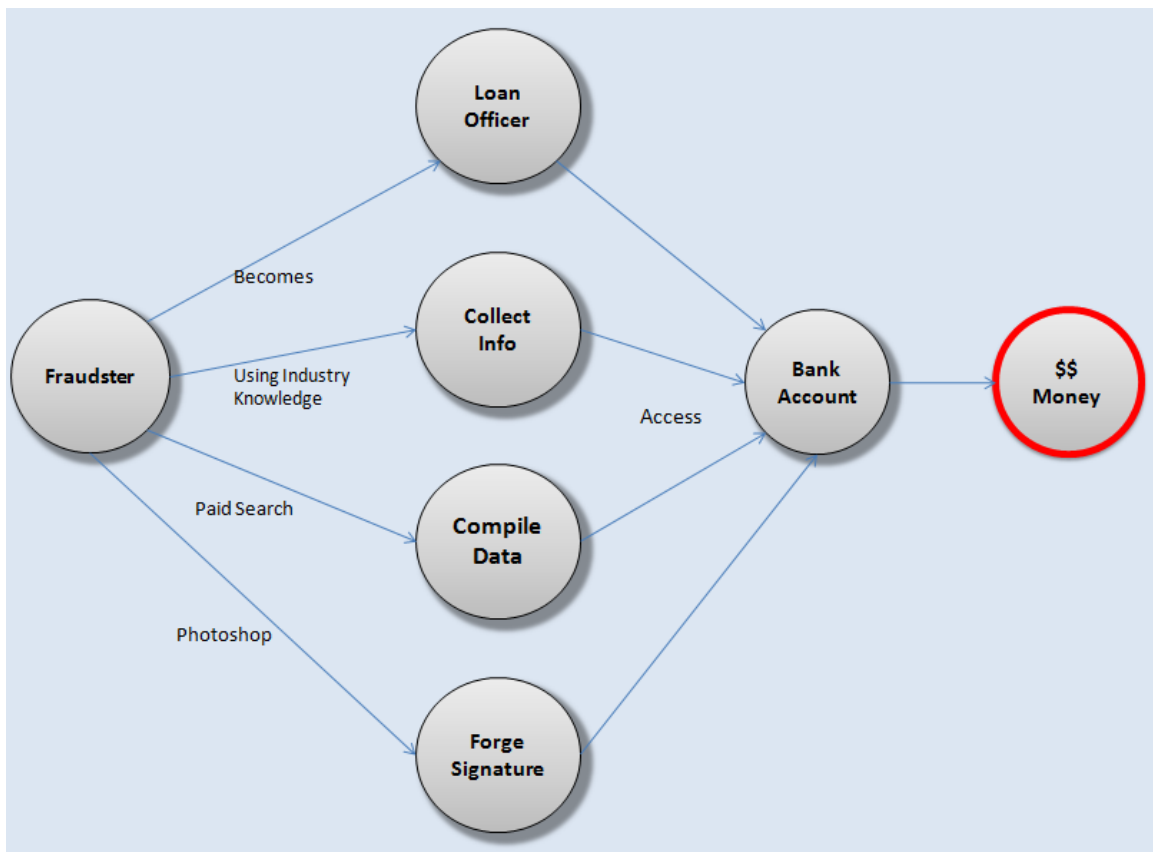 Loan
Officer
Becomes
Collect
Info
Fraudster
Using Industry
Knowledge
Bank
Account
$$
Money
Access
Paid Search
Compile
Data
Photoshop
Forge
Signature